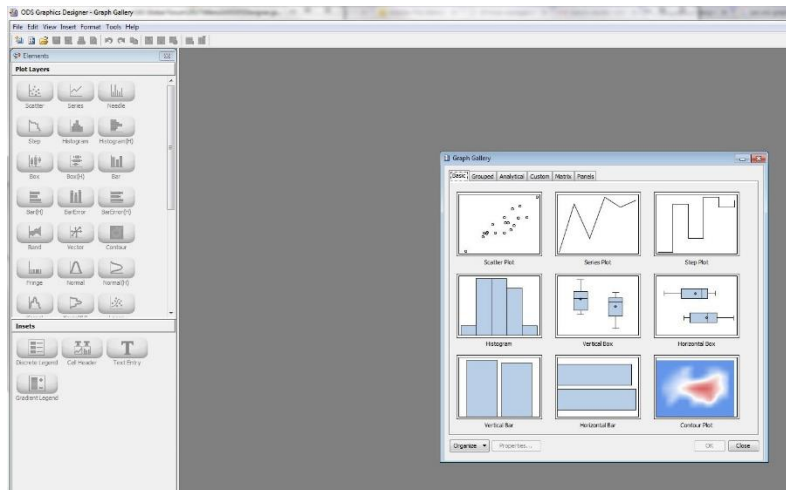 ODS Graphics Designer - Graph Gallery
File Edit View Insert Format Tools Help
Elements
Plot Layers
Scatter Series Needle
Step Histogram Histogram(H)
Box Box(H) Bar
Bar(H) BarError BarError(H)
Band Vector Contour
Fringe Normal Normal(H)
Insets
Discrete Legend Cell Header Text Entry
Gradient Legend
Graph Gallery
Basic Grouped Analytical Custom Matrix Panels
Scatter Plot Series Plot Step Plot
Histogram Vertical Box Horizontal Box
Vertical Bar Horizontal Bar Contour Plot
Organize Properties... OK Close